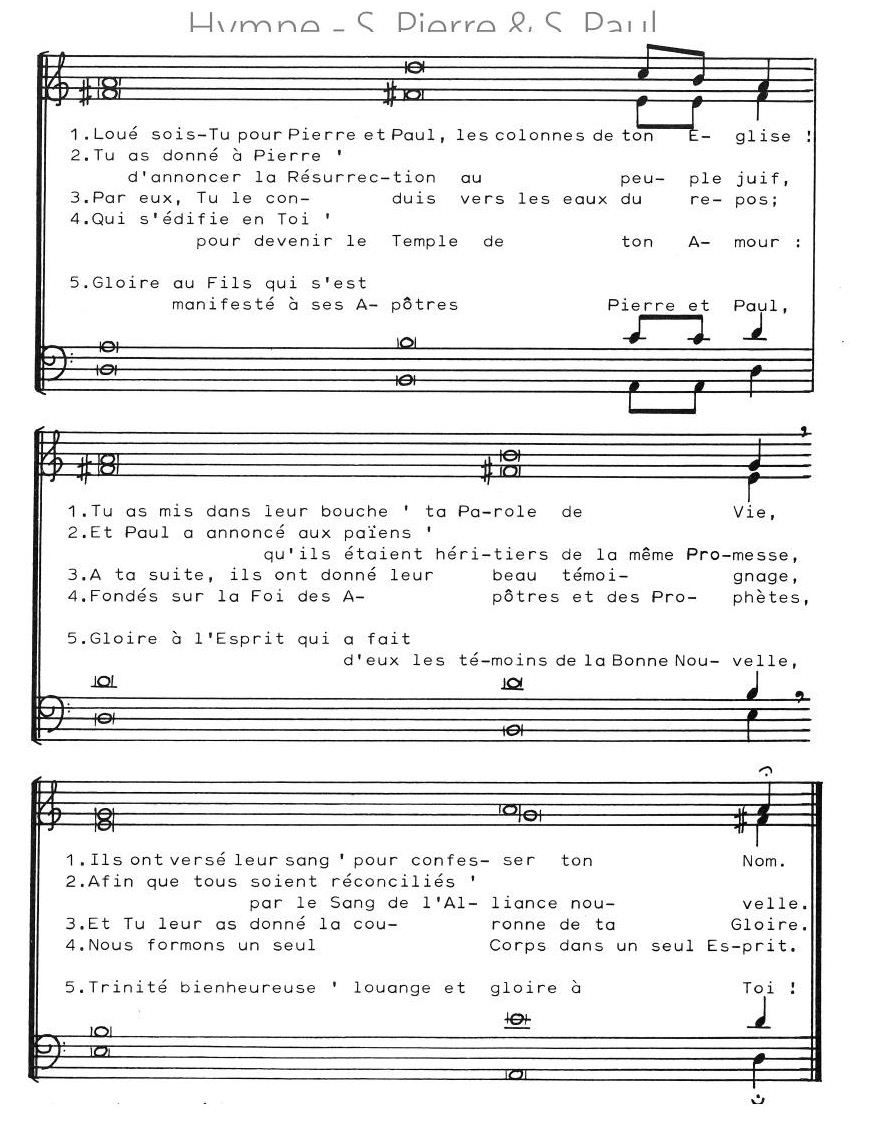 Hymne - S. Pierre & S. Paul
1.Loué sois-Tu pour Pierre et Paul, les colonnes de ton É- glise :
2.Tu as donné à Pierre '
d'annoncer la Résurrec-tion au peu- ple juif,
3.Par eux, Tu le con- duis vers les eaux du re- pos;
4.Qui s'édifie en Toi '
pour devenir le Temple de ton A- mour :
5.Gloire au Fils qui s'est
manifesté à ses A- pôtres Pierre et Paul,
1.Tu as mis dans leur bouche ' ta Pa-role de Vie,
2.Et Paul a annoncé aux païens '
qu'ils étaient héri-tiers de la même Pro-messe,
3.A ta suite, ils ont donné leur beau témoi- gnage,
4.Fondés sur la Foi des A- pôtres et des Pro- phètes,
5.Gloire à l'Esprit qui a fait
d'eux les té-moins de la Bonne Nou- velle,
1.Ils ont versé leur sang ' pour confes- ser ton Nom.
2.Afin que tous soient réconciliés '
par le Sang de l'Al- liance nou- velle.
3.Et Tu leur as donné la cou- ronne de ta Gloire.
4.Nous formons un seul Corps dans un seul Es-prit.
5.Trinité bienheureuse ' louange et gloire à Toi !